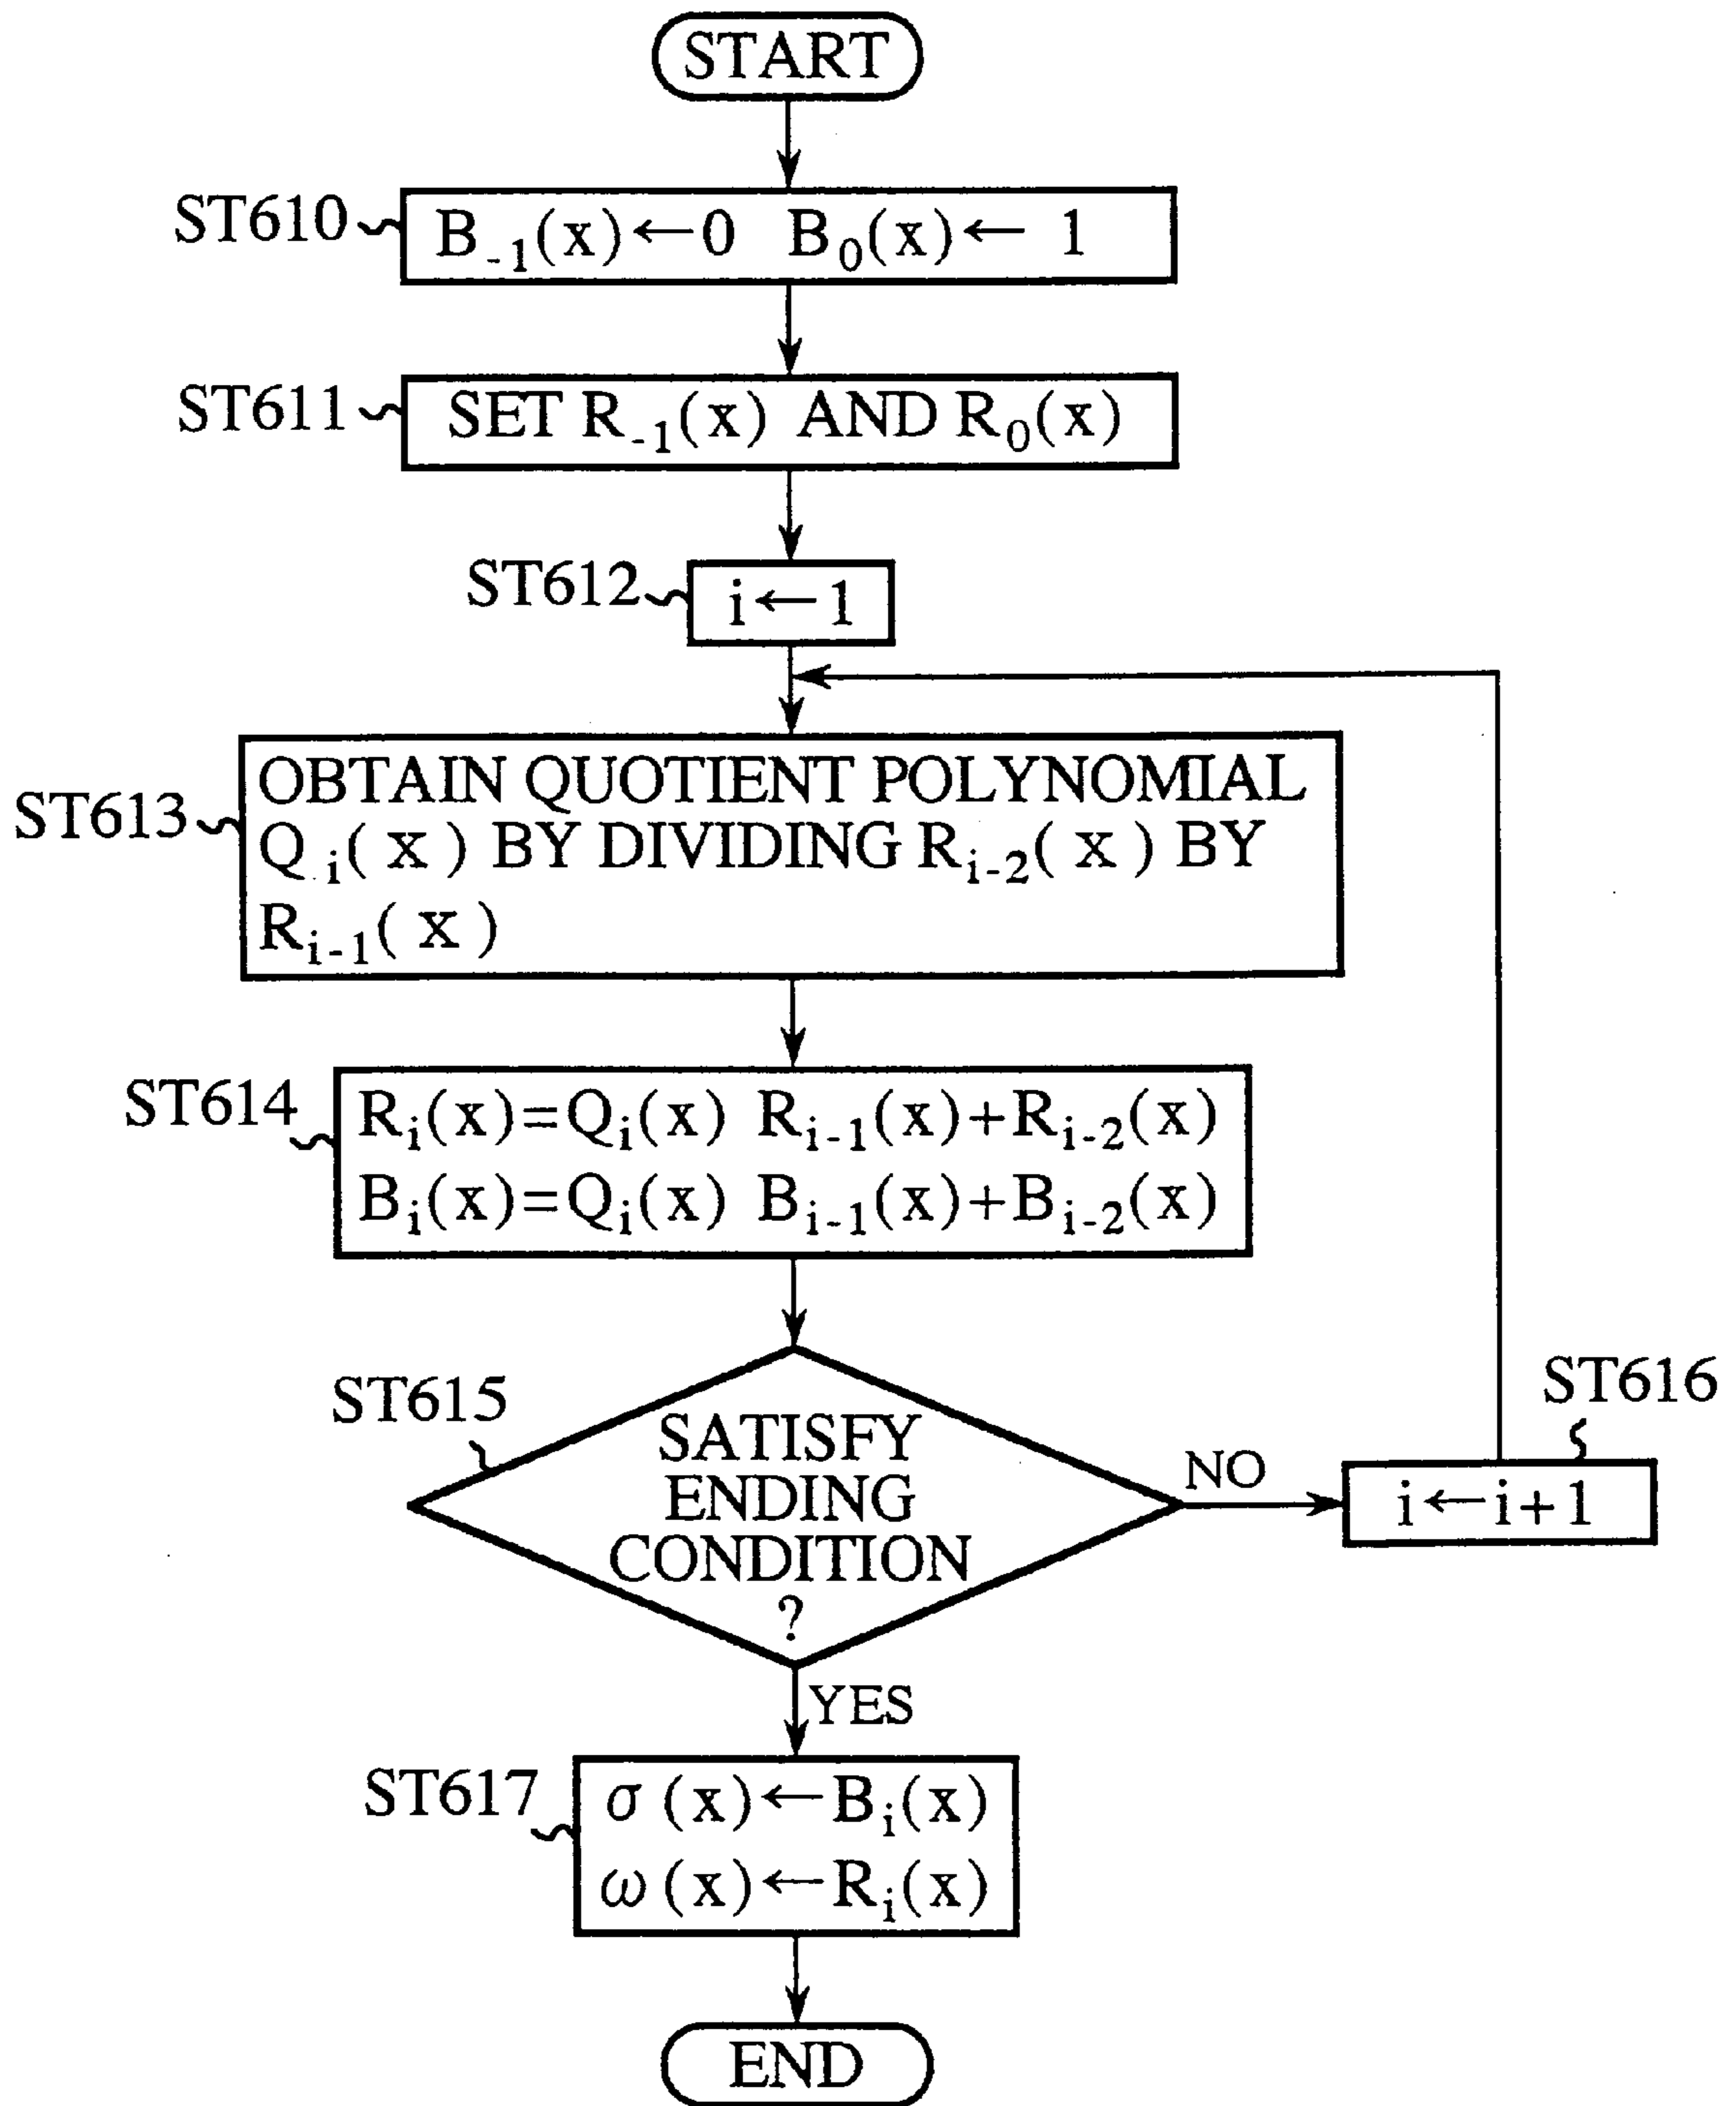 START
ST610
B₋₁(x)←0 B₀(x)← 1
ST611
SET R₋₁(x) AND R₀(x)
ST612
i←1
ST613
OBTAIN QUOTIENT POLYNOMIAL
Qᵢ(x) BY DIVIDING Rᵢ₋₂(x) BY
Rᵢ₋₁(x)
ST614
Rᵢ(x)=Qᵢ(x) Rᵢ₋₁(x)+Rᵢ₋₂(x)
Bᵢ(x)=Qᵢ(x) Bᵢ₋₁(x)+Bᵢ₋₂(x)
ST615
SATISFY
ENDING
CONDITION
?
NO
ST616
i←i+1
YES
ST617
σ(x)←Bᵢ(x)
ω(x)←Rᵢ(x)
END